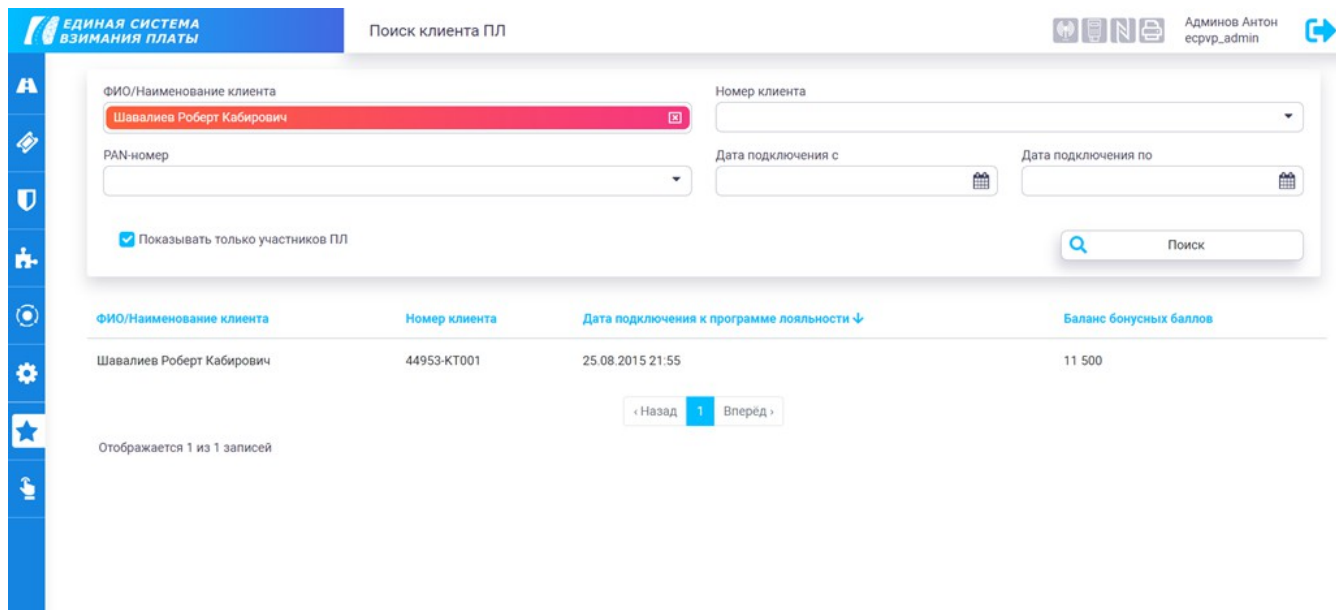 ЕДИНАЯ СИСТЕМА
ВЗИМАНИЯ ПЛАТЫ
Поиск клиента ПЛ
Админов Антон
ecpvp_admin
ФИО/Наименование клиента
Номер клиента
Шавалиев Роберт Кабирович
PAN-номер
Дата подключения с
Дата подключения по
Показывать только участников ПЛ
Поиск
ФИО/Наименование клиента Номер клиента Дата подключения к программе лояльности Баланс бонусных баллов
Шавалиев Роберт Кабирович 44953-КТ001 25.08.2015 21:55 11 500
‹ Назад 1 Вперёд ›
Отображается 1 из 1 записей